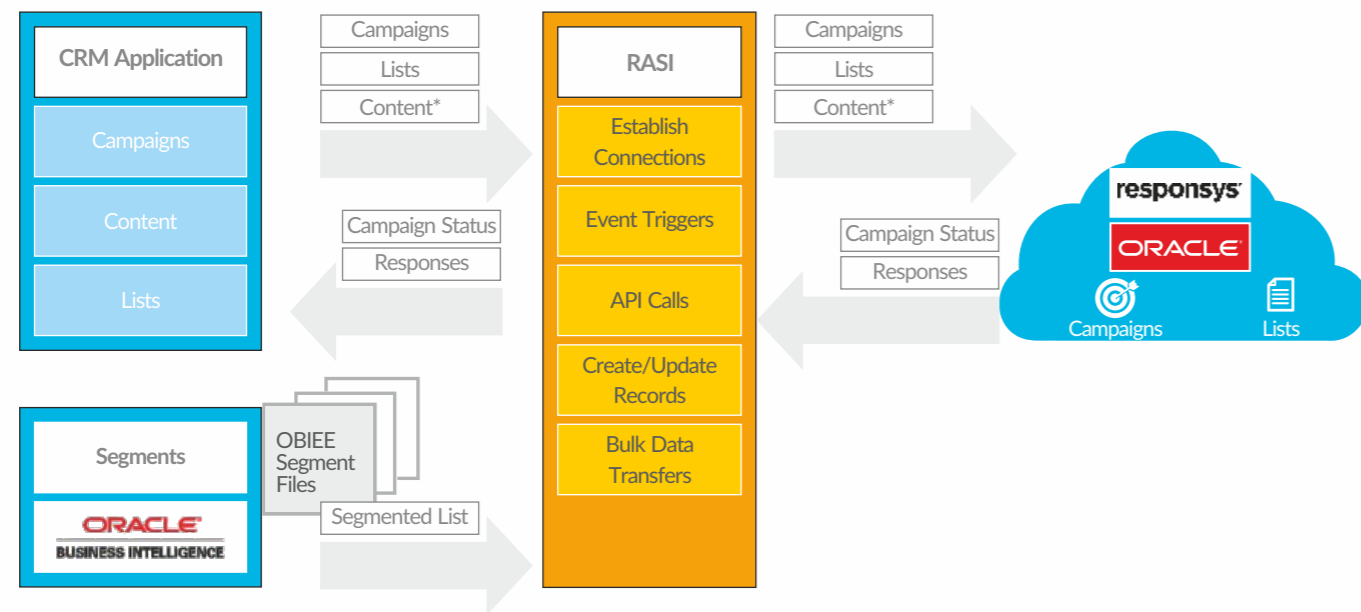 CRM Application
Campaigns
Content
Lists
Campaigns
Lists
Content*
Campaign Status
Responses
RASI
Establish
Connections
Event Triggers
API Calls
Create/Update
Records
Bulk Data
Transfers
Campaigns
Lists
Content*
Campaign Status
Responses
responsys
ORACLE
Campaigns
Lists
Segments
ORACLE
BUSINESS INTELLIGENCE
OBIEE
Segment
Files
Segmented List